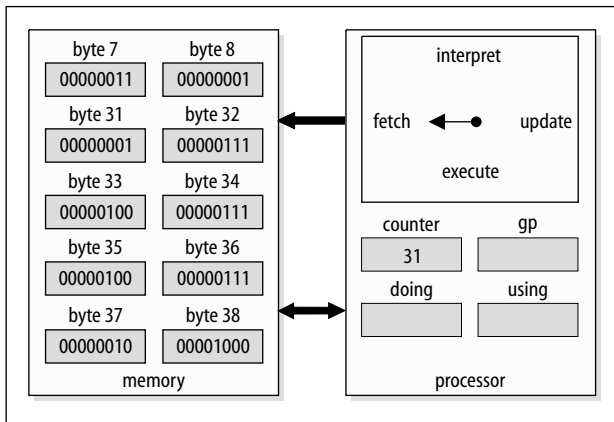 byte 7 byte 8
00000011 00000001
byte 31 byte 32
00000001 00000111
byte 33 byte 34
00000100 00000111
byte 35 byte 36
00000100 00000111
byte 37 byte 38
00000010 00001000
memory
interpret
fetch update
execute
counter gp
31
doing using
processor